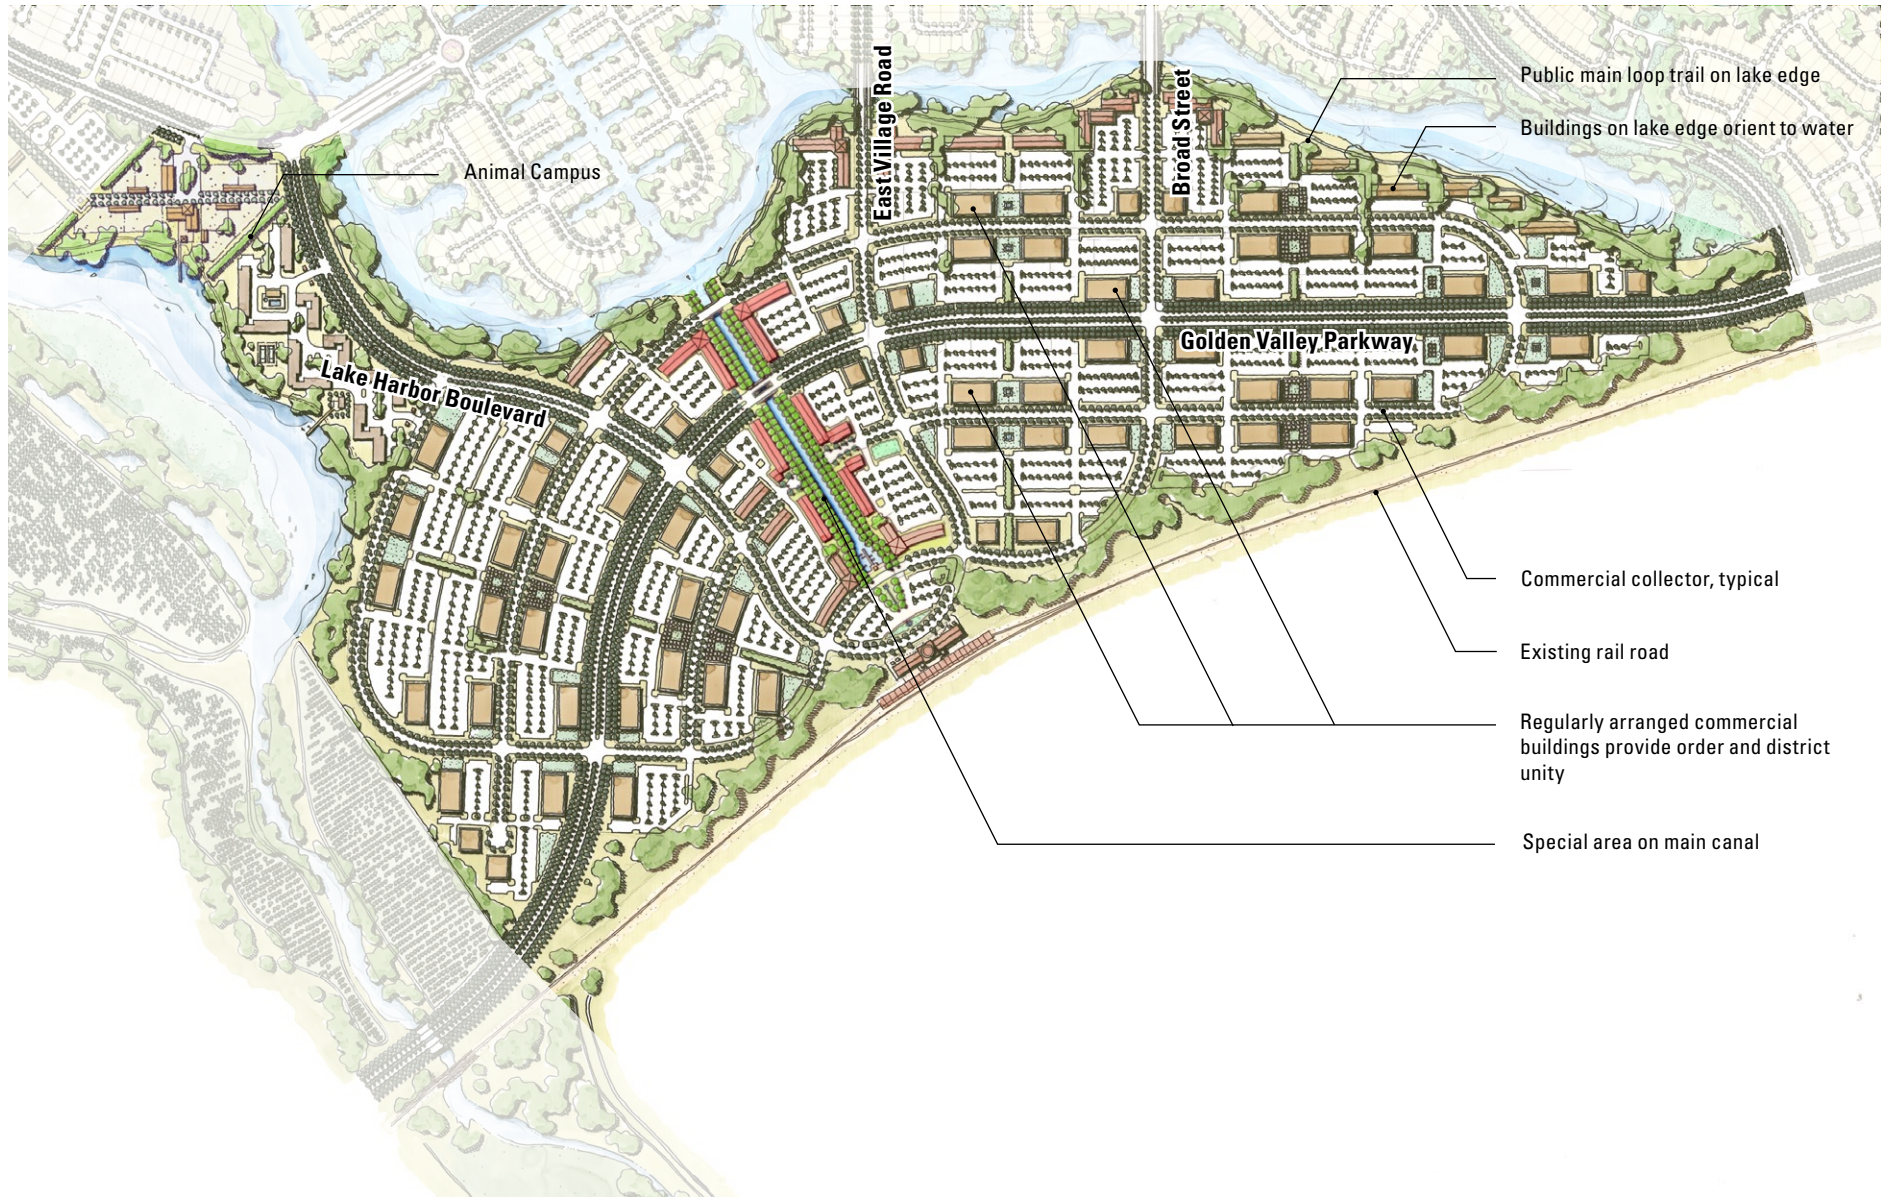 East Village Road
Broad Street
Public main loop trail on lake edge
Buildings on lake edge orient to water
Animal Campus
Golden Valley Parkway
Lake Harbor Boulevard
Commercial collector, typical
Existing rail road
Regularly arranged commercial
buildings provide order and district
unity
Special area on main canal